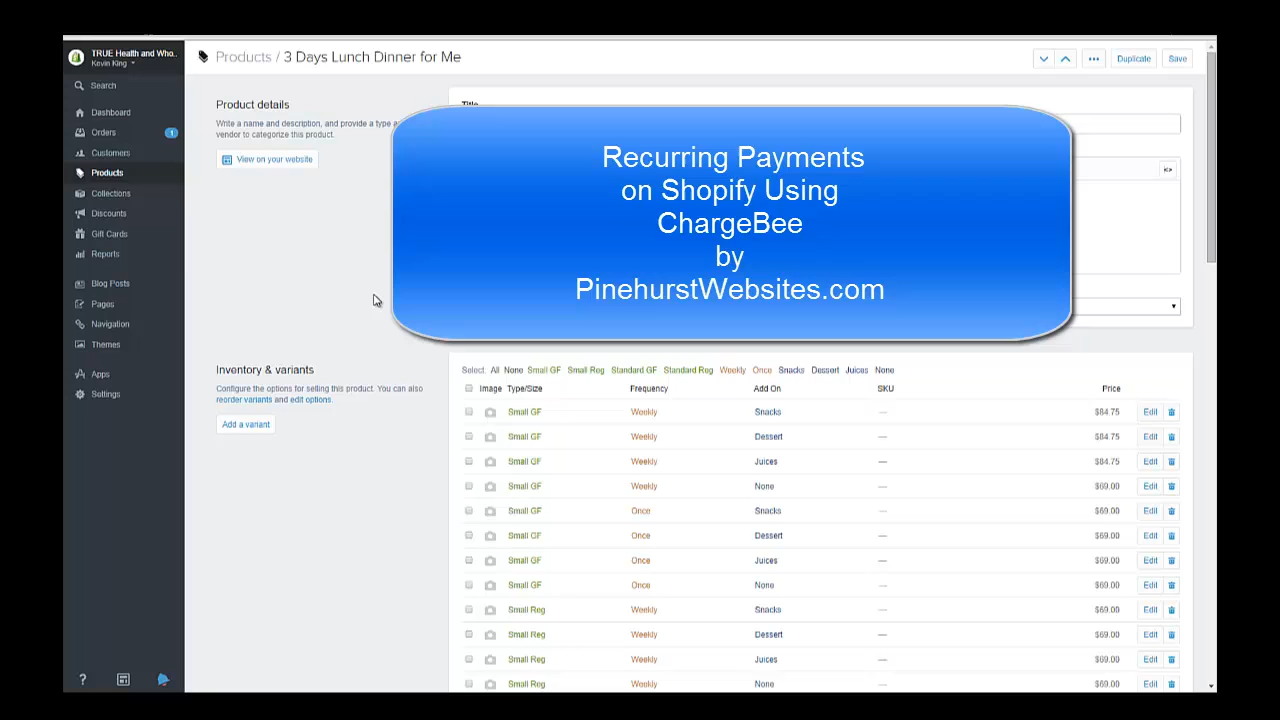 TRUE Health and Who..
Kevin King
Search
Dashboard
Orders 1
Customers
Products
Collections
Discounts
Gift Cards
Reports
Blog Posts
Pages
Navigation
Themes
Apps
Settings
?
Products / 3 Days Lunch Dinner for Me
••• Duplicate Save
Product details
Write a name and description, and provide a type a
vendor to categorize this product.
View on your website
Title
Recurring Payments
on Shopify Using
ChargeBee
by
PinehurstWebsites.com
Inventory & variants
Configure the options for selling this product. You can also
reorder variants and edit options.
Add a variant
Select: All None Small GF Small Reg Standard GF Standard Reg Weekly Once Snacks Dessert Juices None
Image Type/Size Frequency Add On SKU Price
Small GF Weekly Snacks — $84.75 Edit
Small GF Weekly Dessert — $84.75 Edit
Small GF Weekly Juices — $84.75 Edit
Small GF Weekly None — $69.00 Edit
Small GF Once Snacks — $69.00 Edit
Small GF Once Dessert — $69.00 Edit
Small GF Once Juices — $69.00 Edit
Small GF Once None — $69.00 Edit
Small Reg Weekly Snacks — $69.00 Edit
Small Reg Weekly Dessert — $69.00 Edit
Small Reg Weekly Juices — $69.00 Edit
Small Reg Weekly None — $69.00 Edit